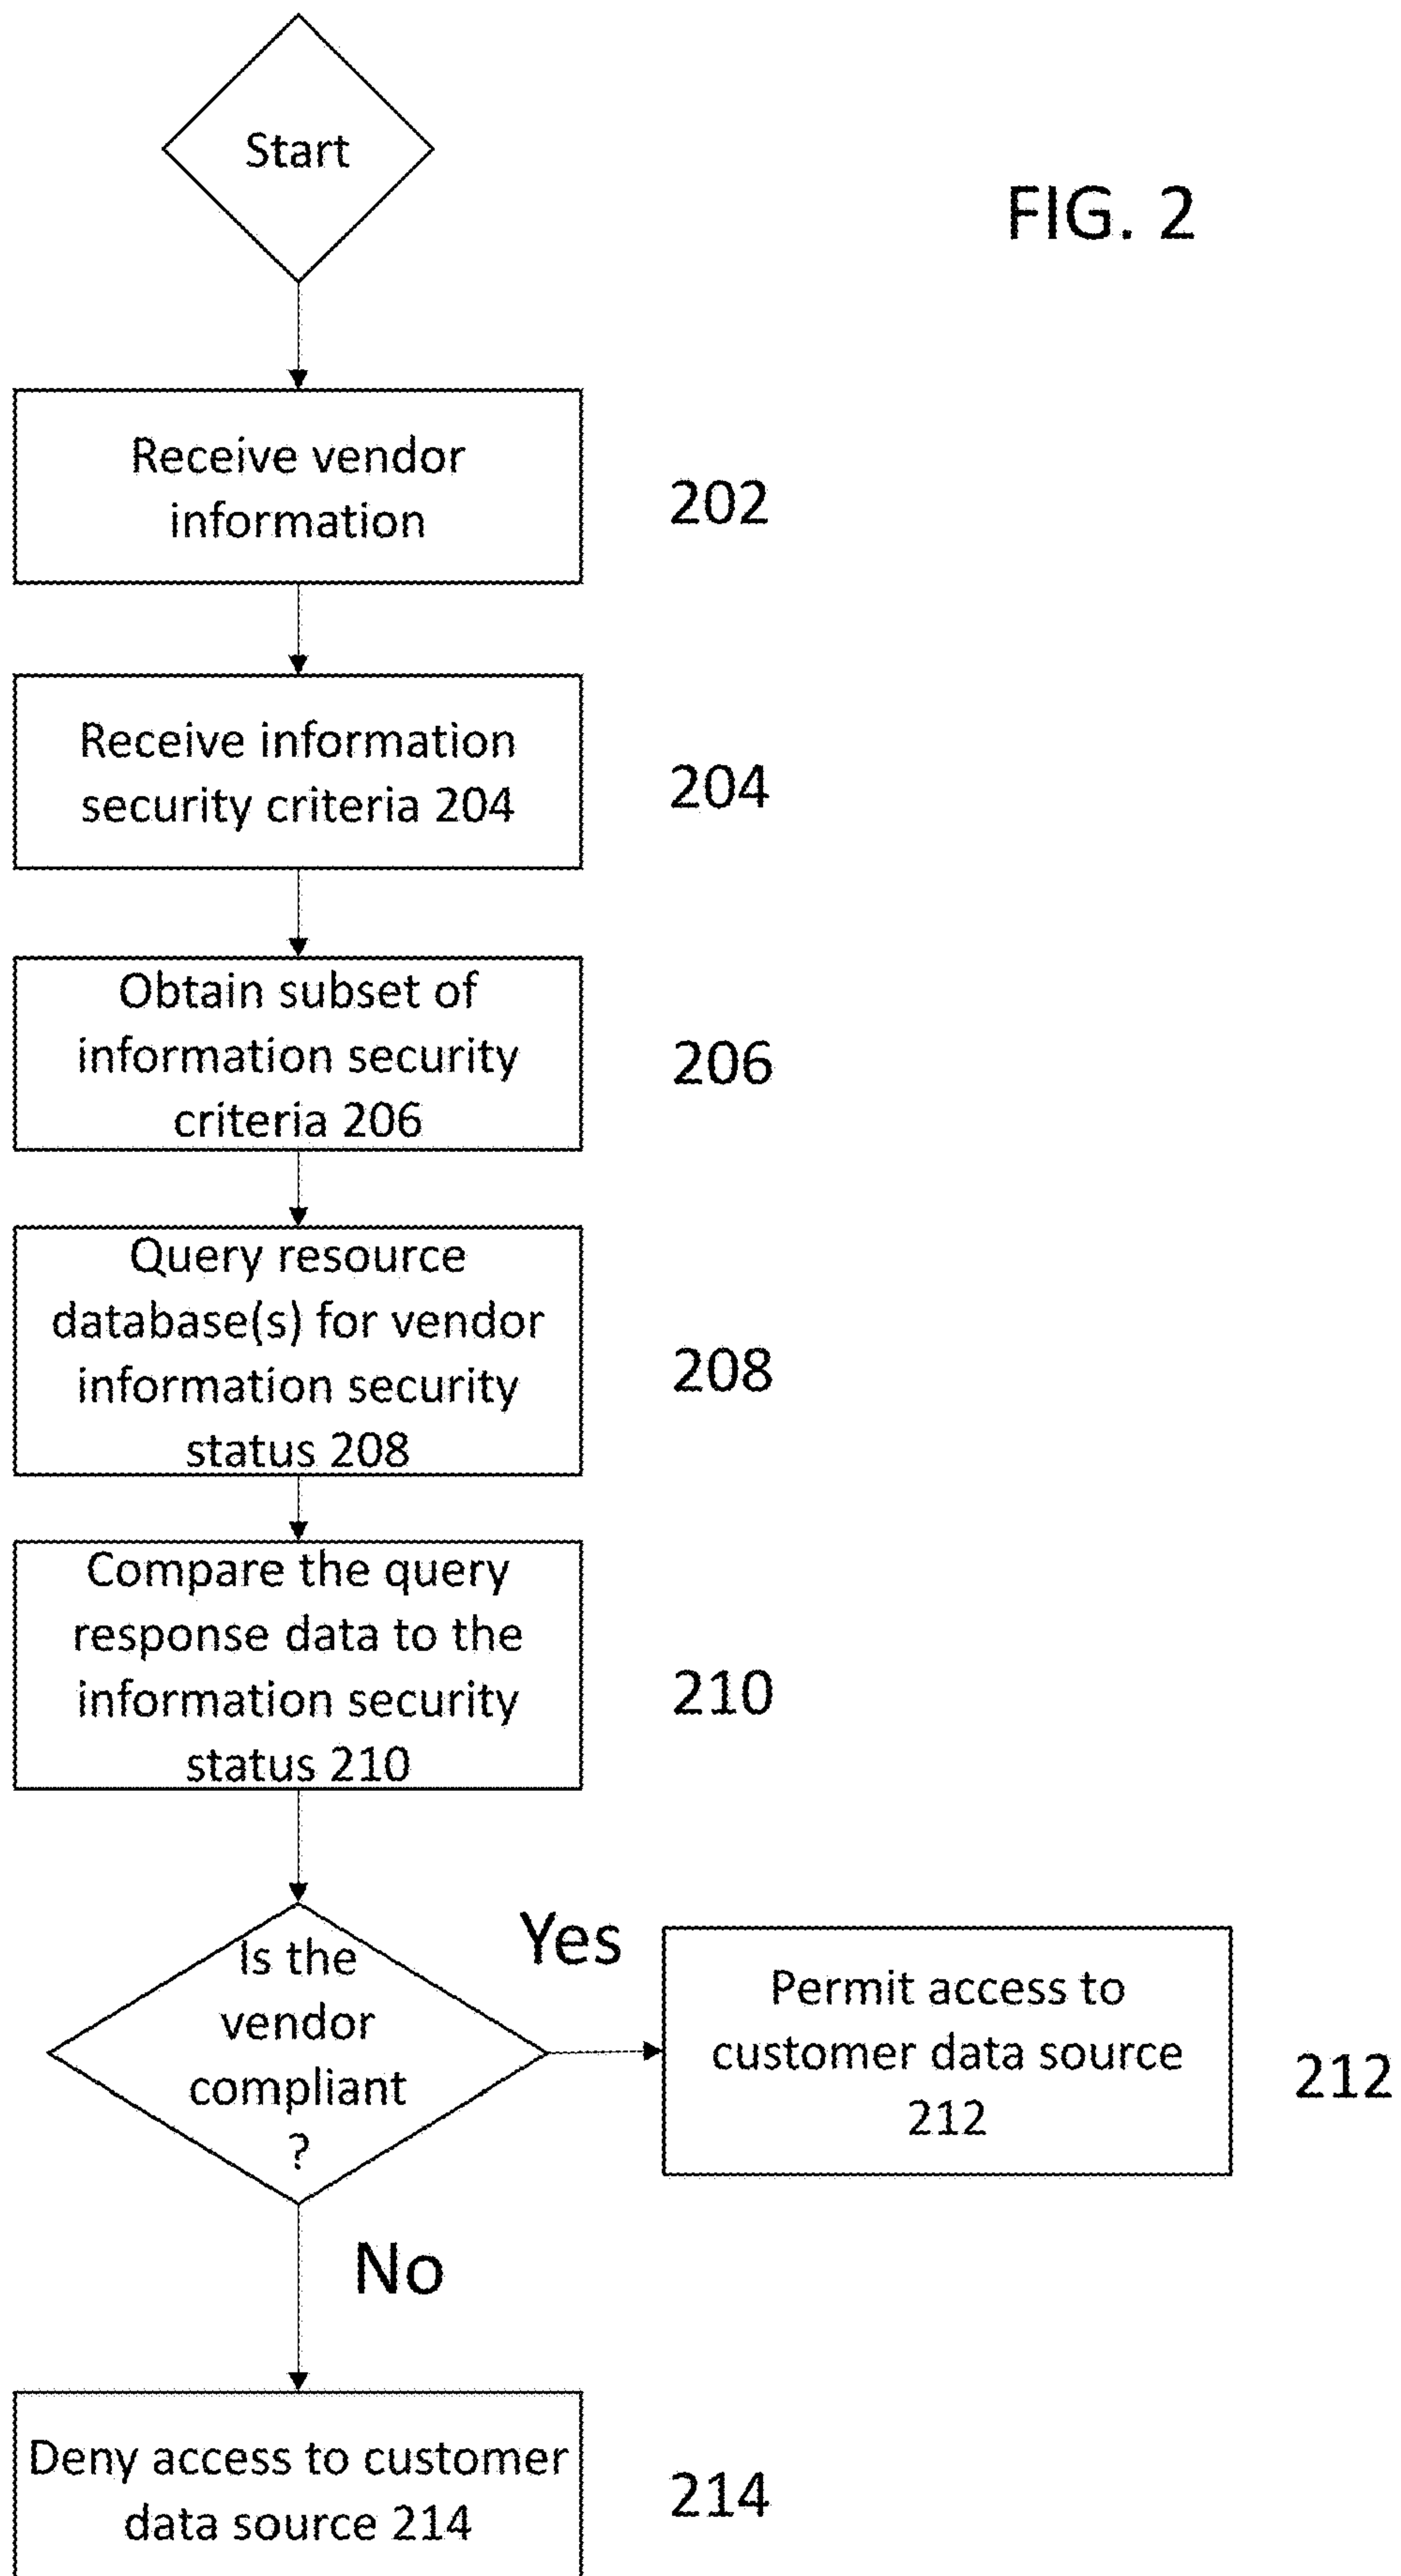 Start
FIG. 2
Receive vendor
information
202
Receive information
security criteria 204
204
Obtain subset of
information security
criteria 206
206
Query resource
database(s) for vendor
information security
status 208
208
Compare the query
response data to the
information security
status 210
210
Is the
vendor
compliant
?
Yes
Permit access to
customer data source
212
212
No
Deny access to customer
data source 214
214